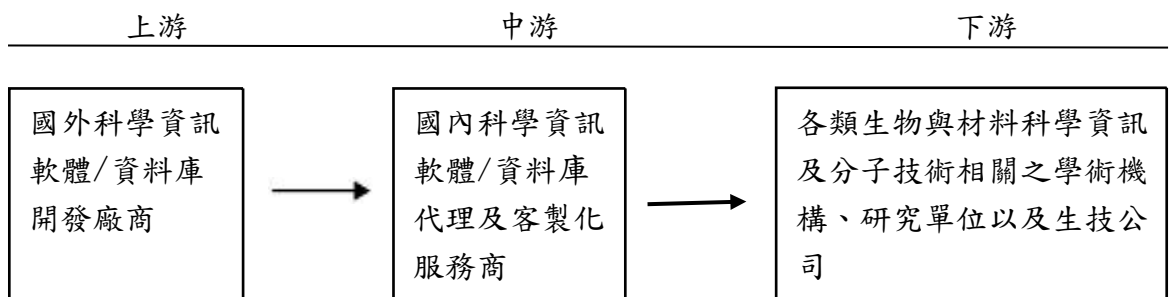 上游
中游
下游
國外科學資訊
軟體/資料庫
開發廠商
國內科學資訊
軟體/資料庫
代理及客製化
服務商
各類生物與材料科學資訊
及分子技術相關之學術機
構、研究單位以及生技公
司